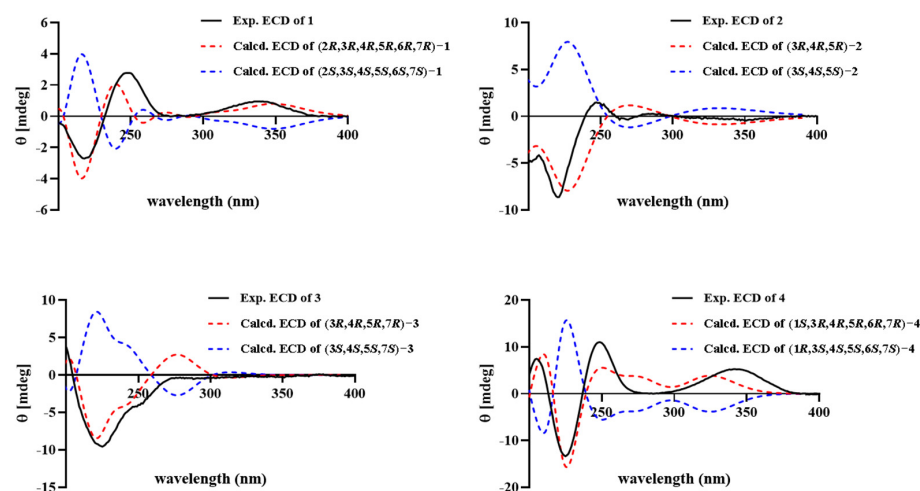 6
4
2
0
-2
-4
-6
250
300
350
400
θ [mdeg]
wavelength (nm)
Exp. ECD of 1
Calcd. ECD of (2R,3R,4R,5R,6R,7R)−1
Calcd. ECD of (2S,3S,4S,5S,6S,7S)−1
10
5
0
-5
-10
250
300
350
400
θ [mdeg]
wavelength (nm)
Exp. ECD of 2
Calcd. ECD of (3R,4R,5R)−2
Calcd. ECD of (3S,4S,5S)−2
10
5
0
-5
-10
-15
250
300
350
400
θ [mdeg]
wavelength (nm)
Exp. ECD of 3
Calcd. ECD of (3R,4R,5R,7R)−3
Calcd. ECD of (3S,4S,5S,7S)−3
20
10
0
-10
-20
250
300
350
400
θ [mdeg]
wavelength (nm)
Exp. ECD of 4
Calcd. ECD of (1S,3R,4R,5R,6R,7R)−4
Calcd. ECD of (1R,3S,4S,5S,6S,7S)−4